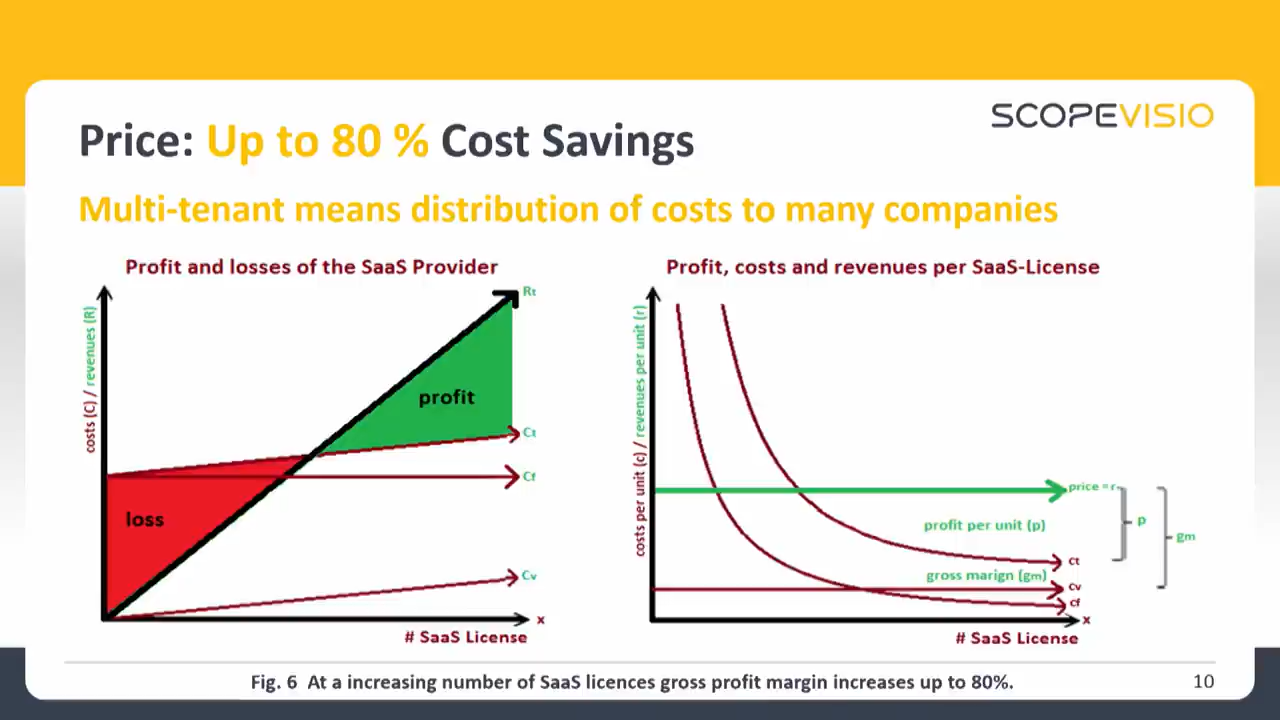 SCOPEVISIO
Price: Up to 80 % Cost Savings
Multi-tenant means distribution of costs to many companies
Profit and losses of the SaaS Provider
costs (C) / revenues (R)
Rt
profit
Ct
Cf
loss
Cv
x
# SaaS License
Profit, costs and revenues per SaaS-License
costs per unit (c) / revenues per unit (r)
price = r
profit per unit (p)
p
gm
ct
gross marign (gm)
cv
cf
x
# SaaS License
Fig. 6 At a increasing number of SaaS licences gross profit margin increases up to 80%.
10